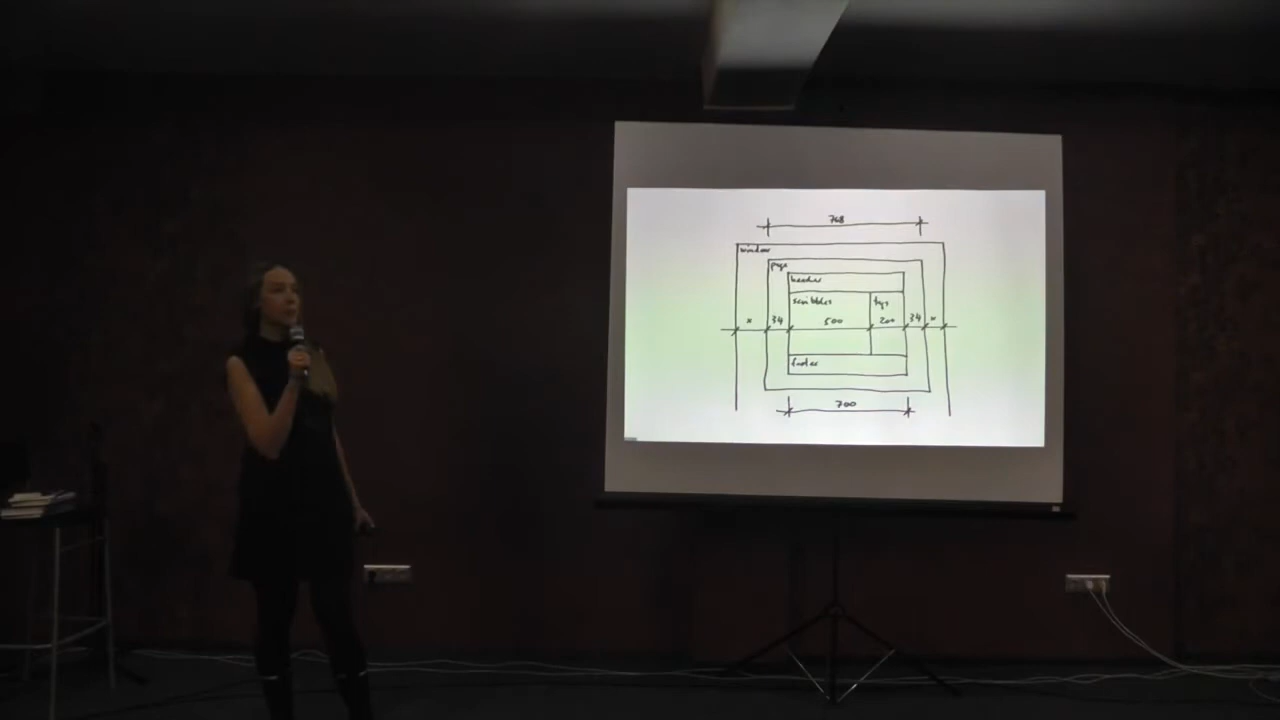 768
window
page
header
scribbles tags
x 34 500 200 34 x
footer
700